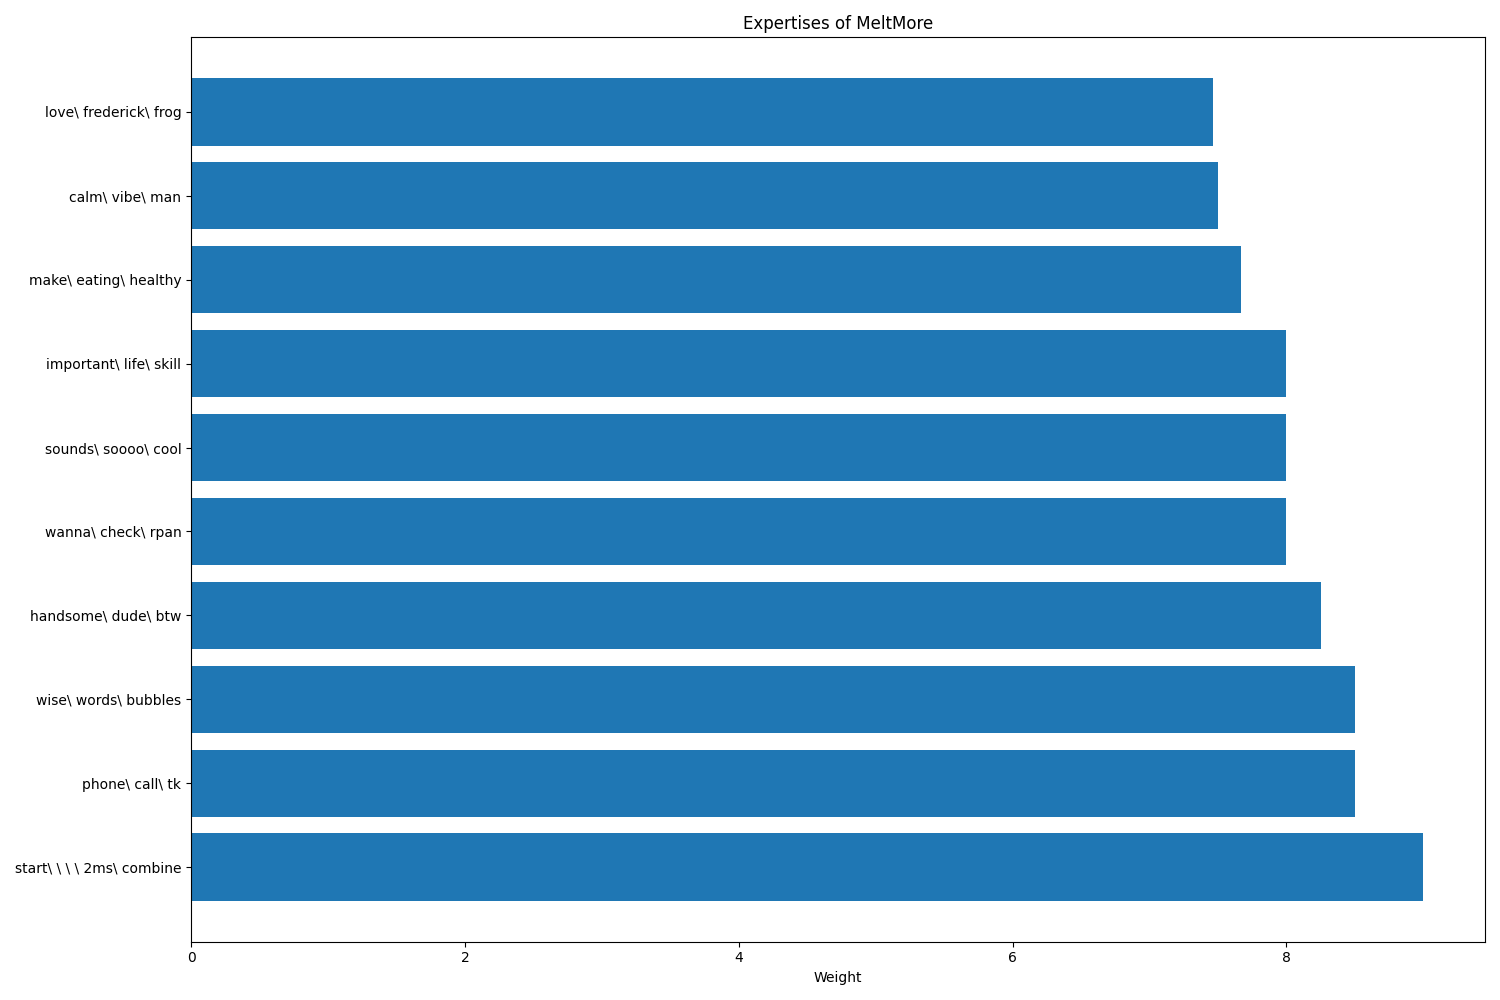 Expertises of MeltMore
love\ frederick\ frog
calm\ vibe\ man
make\ eating\ healthy
important\ life\ skill
sounds\ soooo\ cool
wanna\ check\ rpan
handsome\ dude\ btw
wise\ words\ bubbles
phone\ call\ tk
start\ \ \ \ 2ms\ combine
0 2 4 6 8
Weight